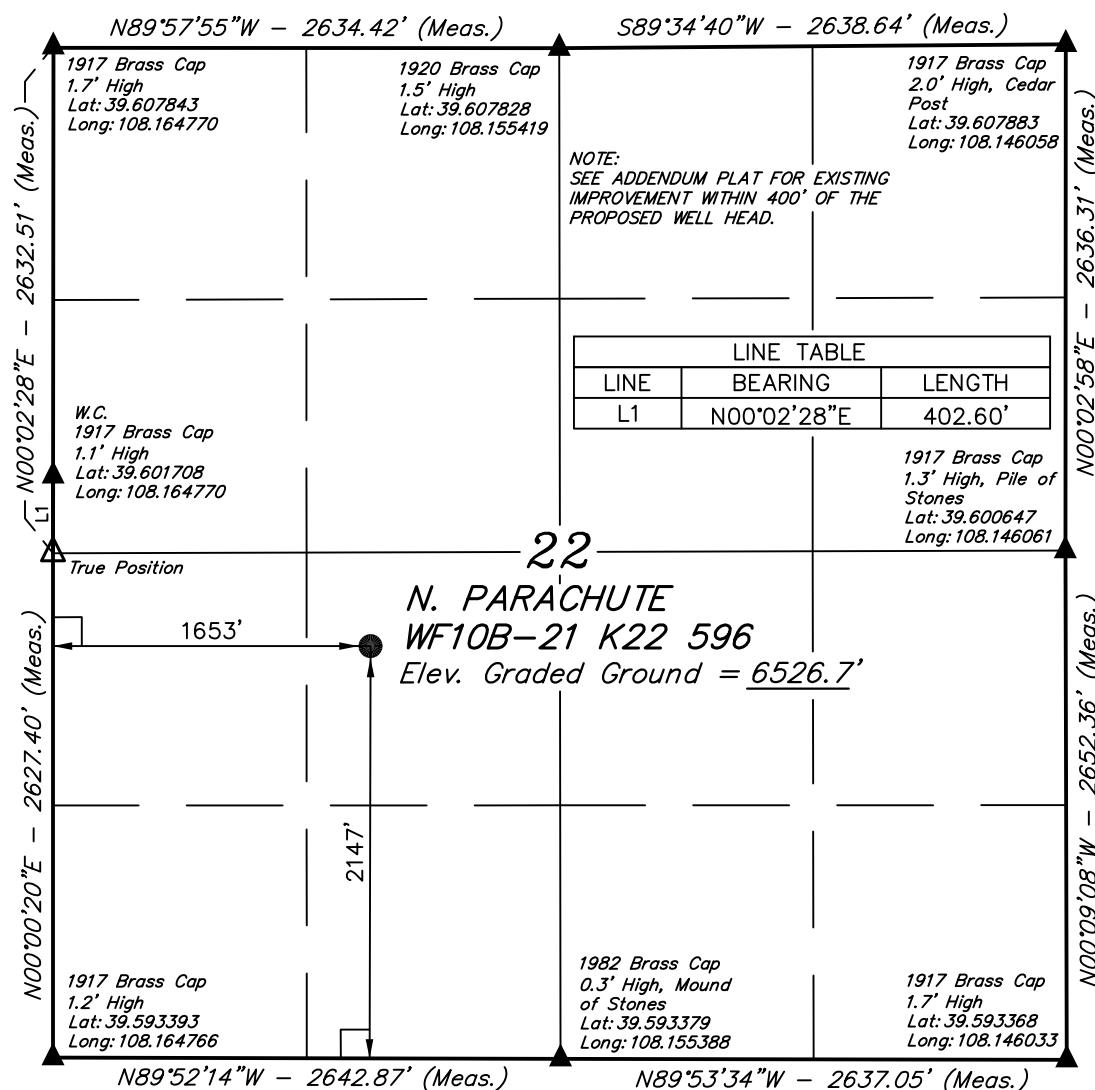 N89°57'55"W - 2634.42' (Meas.)
S89°34'40"W - 2638.64' (Meas.)
1917 Brass Cap
1.7' High
Lat: 39.607843
Long: 108.164770
1920 Brass Cap
1.5' High
Lat: 39.607828
Long: 108.155419
1917 Brass Cap
2.0' High, Cedar
Post
Lat: 39.607883
Long: 108.146058
NOTE:
SEE ADDENDUM PLAT FOR EXISTING
IMPROVEMENT WITHIN 400' OF THE
PROPOSED WELL HEAD.
N00°02'28"E - 2632.51' (Meas.)
N00°02'58"E - 2636.31' (Meas.)
LINE TABLE
LINE BEARING LENGTH
L1 N00°02'28"E 402.60'
W.C.
1917 Brass Cap
1.1' High
Lat: 39.601708
Long: 108.164770
L1
True Position
1917 Brass Cap
1.3' High, Pile of
Stones
Lat: 39.600647
Long: 108.146061
22
N. PARACHUTE
WF10B-21 K22 596
Elev. Graded Ground = 6526.7'
1653'
2147'
N00°00'20"E - 2627.40' (Meas.)
N00°09'08"W - 2652.36' (Meas.)
1917 Brass Cap
1.2' High
Lat: 39.593393
Long: 108.164766
1982 Brass Cap
0.3' High, Mound
of Stones
Lat: 39.593379
Long: 108.155388
1917 Brass Cap
1.7' High
Lat: 39.593368
Long: 108.146033
N89°52'14"W - 2642.87' (Meas.)
N89°53'34"W - 2637.05' (Meas.)